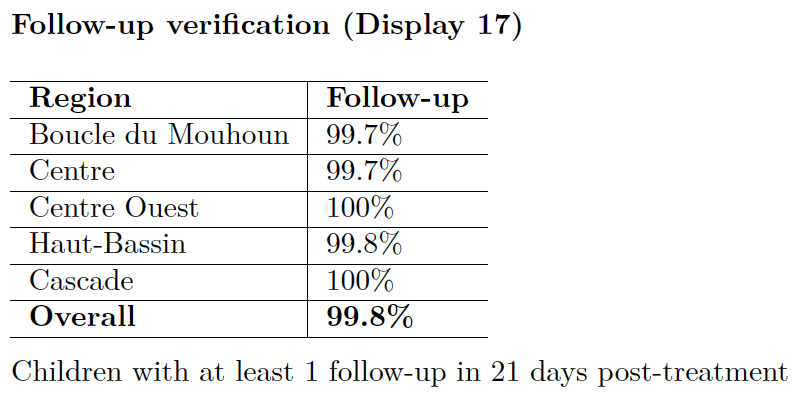 Follow-up verification (Display 17)
Region Follow-up
Boucle du Mouhoun 99.7%
Centre 99.7%
Centre Ouest 100%
Haut-Bassin 99.8%
Cascade 100%
Overall 99.8%
Children with at least 1 follow-up in 21 days post-treatment